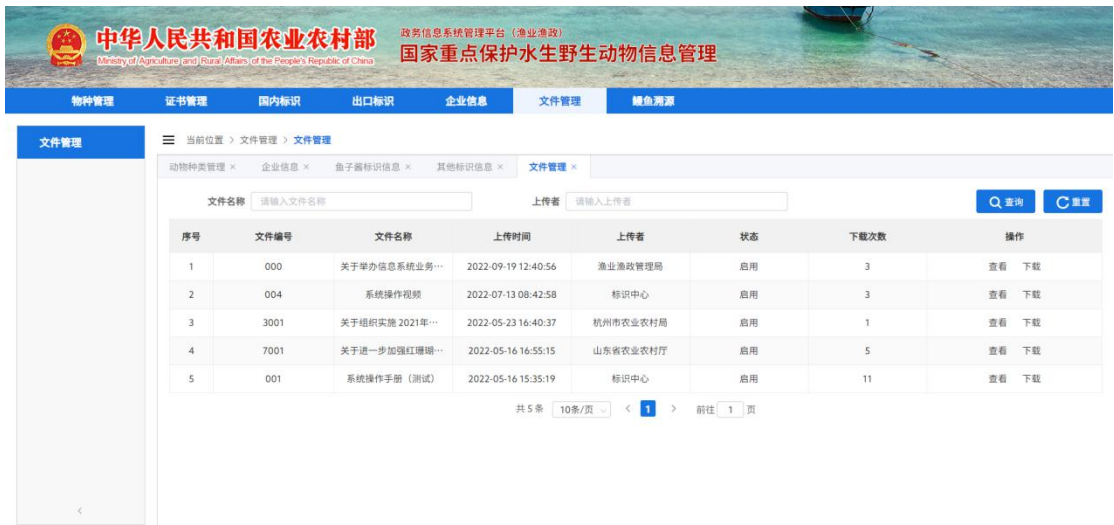 中华人民共和国农业农村部
Ministry of Agriculture and Rural Affairs of the People's Republic of China
政务信息系统管理平台（渔业渔政）
国家重点保护水生野生动物信息管理
物种管理 证书管理 国内标识 出口标识 企业信息 文件管理 鳗鱼溯源
文件管理
当前位置 > 文件管理 > 文件管理
动物种类管理 × 企业信息 × 鱼子酱标识信息 × 其他标识信息 × 文件管理 ×
文件名称 请输入文件名称 上传者 请输入上传者 查询 重置
序号 文件编号 文件名称 上传时间 上传者 状态 下载次数 操作
1 000 关于举办信息系统业务… 2022-09-19 12:40:56 渔业渔政管理局 启用 3 查看 下载
2 004 系统操作视频 2022-07-13 08:42:58 标识中心 启用 3 查看 下载
3 3001 关于组织实施 2021年… 2022-05-23 16:40:37 杭州市农业农村局 启用 1 查看 下载
4 7001 关于进一步加强红珊瑚… 2022-05-16 16:55:15 山东省农业农村厅 启用 5 查看 下载
5 001 系统操作手册（测试） 2022-05-16 15:35:19 标识中心 启用 11 查看 下载
共 5 条 10条/页 < 1 > 前往 1 页